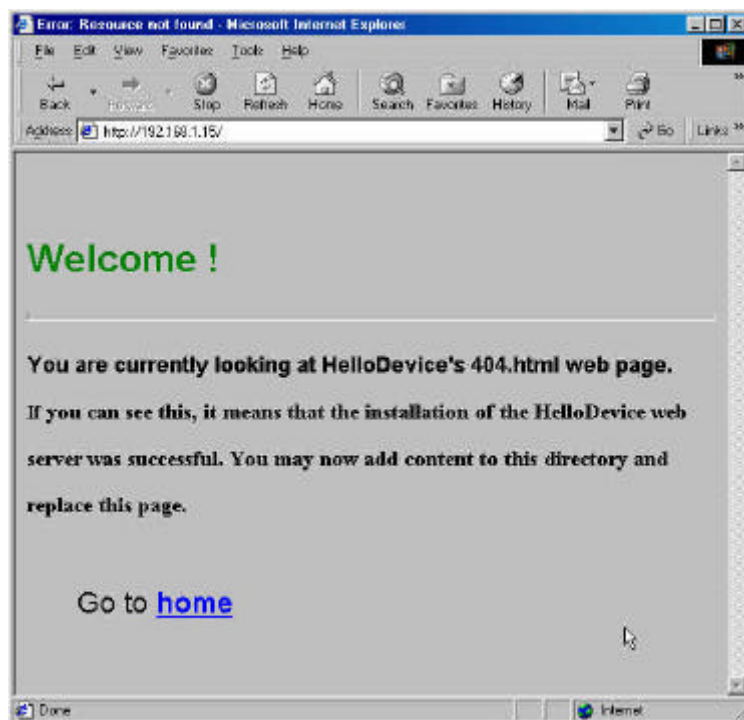 Error: Resource not found - Microsoft Internet Explorer
File Edit View Favorites Tools Help
Back Forward Stop Refresh Home Search Favorites History Mail Print
Address http://192.168.1.15/ Go Links »
Welcome !
You are currently looking at HelloDevice's 404.html web page.
If you can see this, it means that the installation of the HelloDevice web
server was successful. You may now add content to this directory and
replace this page.
Go to home
Done Internet